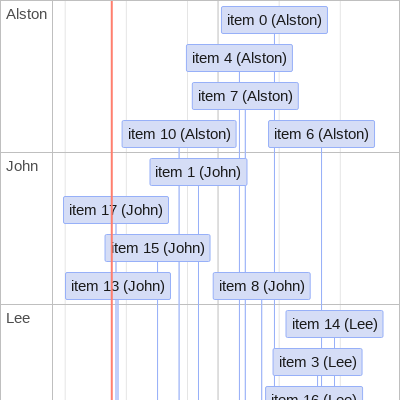 Alston
item 0 (Alston)
item 4 (Alston)
item 7 (Alston)
item 10 (Alston) item 6 (Alston)
John
item 1 (John)
item 17 (John)
item 15 (John)
item 13 (John) item 8 (John)
Lee
item 14 (Lee)
item 3 (Lee)
item 16 (Lee)